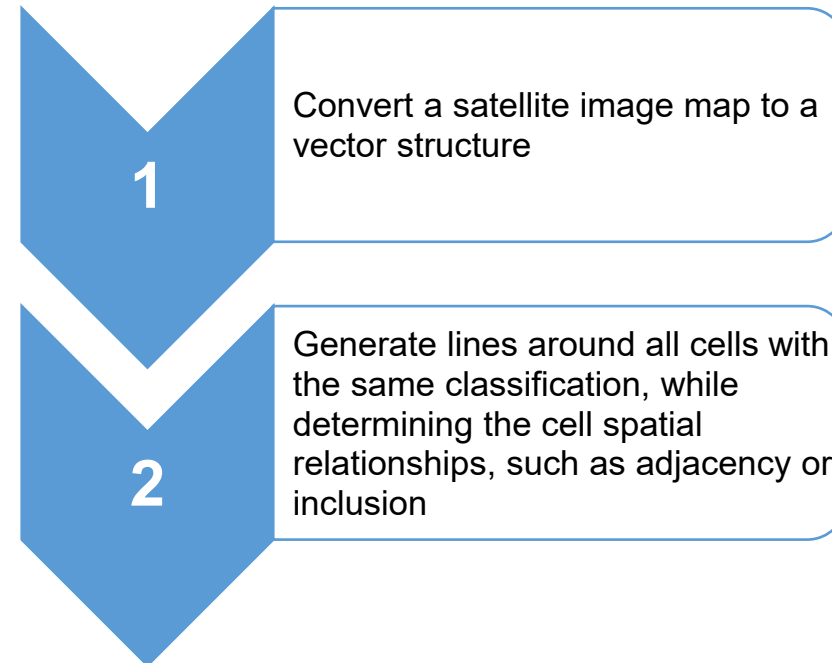 1
Convert a satellite image map to a
vector structure
2
Generate lines around all cells with
the same classification, while
determining the cell spatial
relationships, such as adjacency or
inclusion